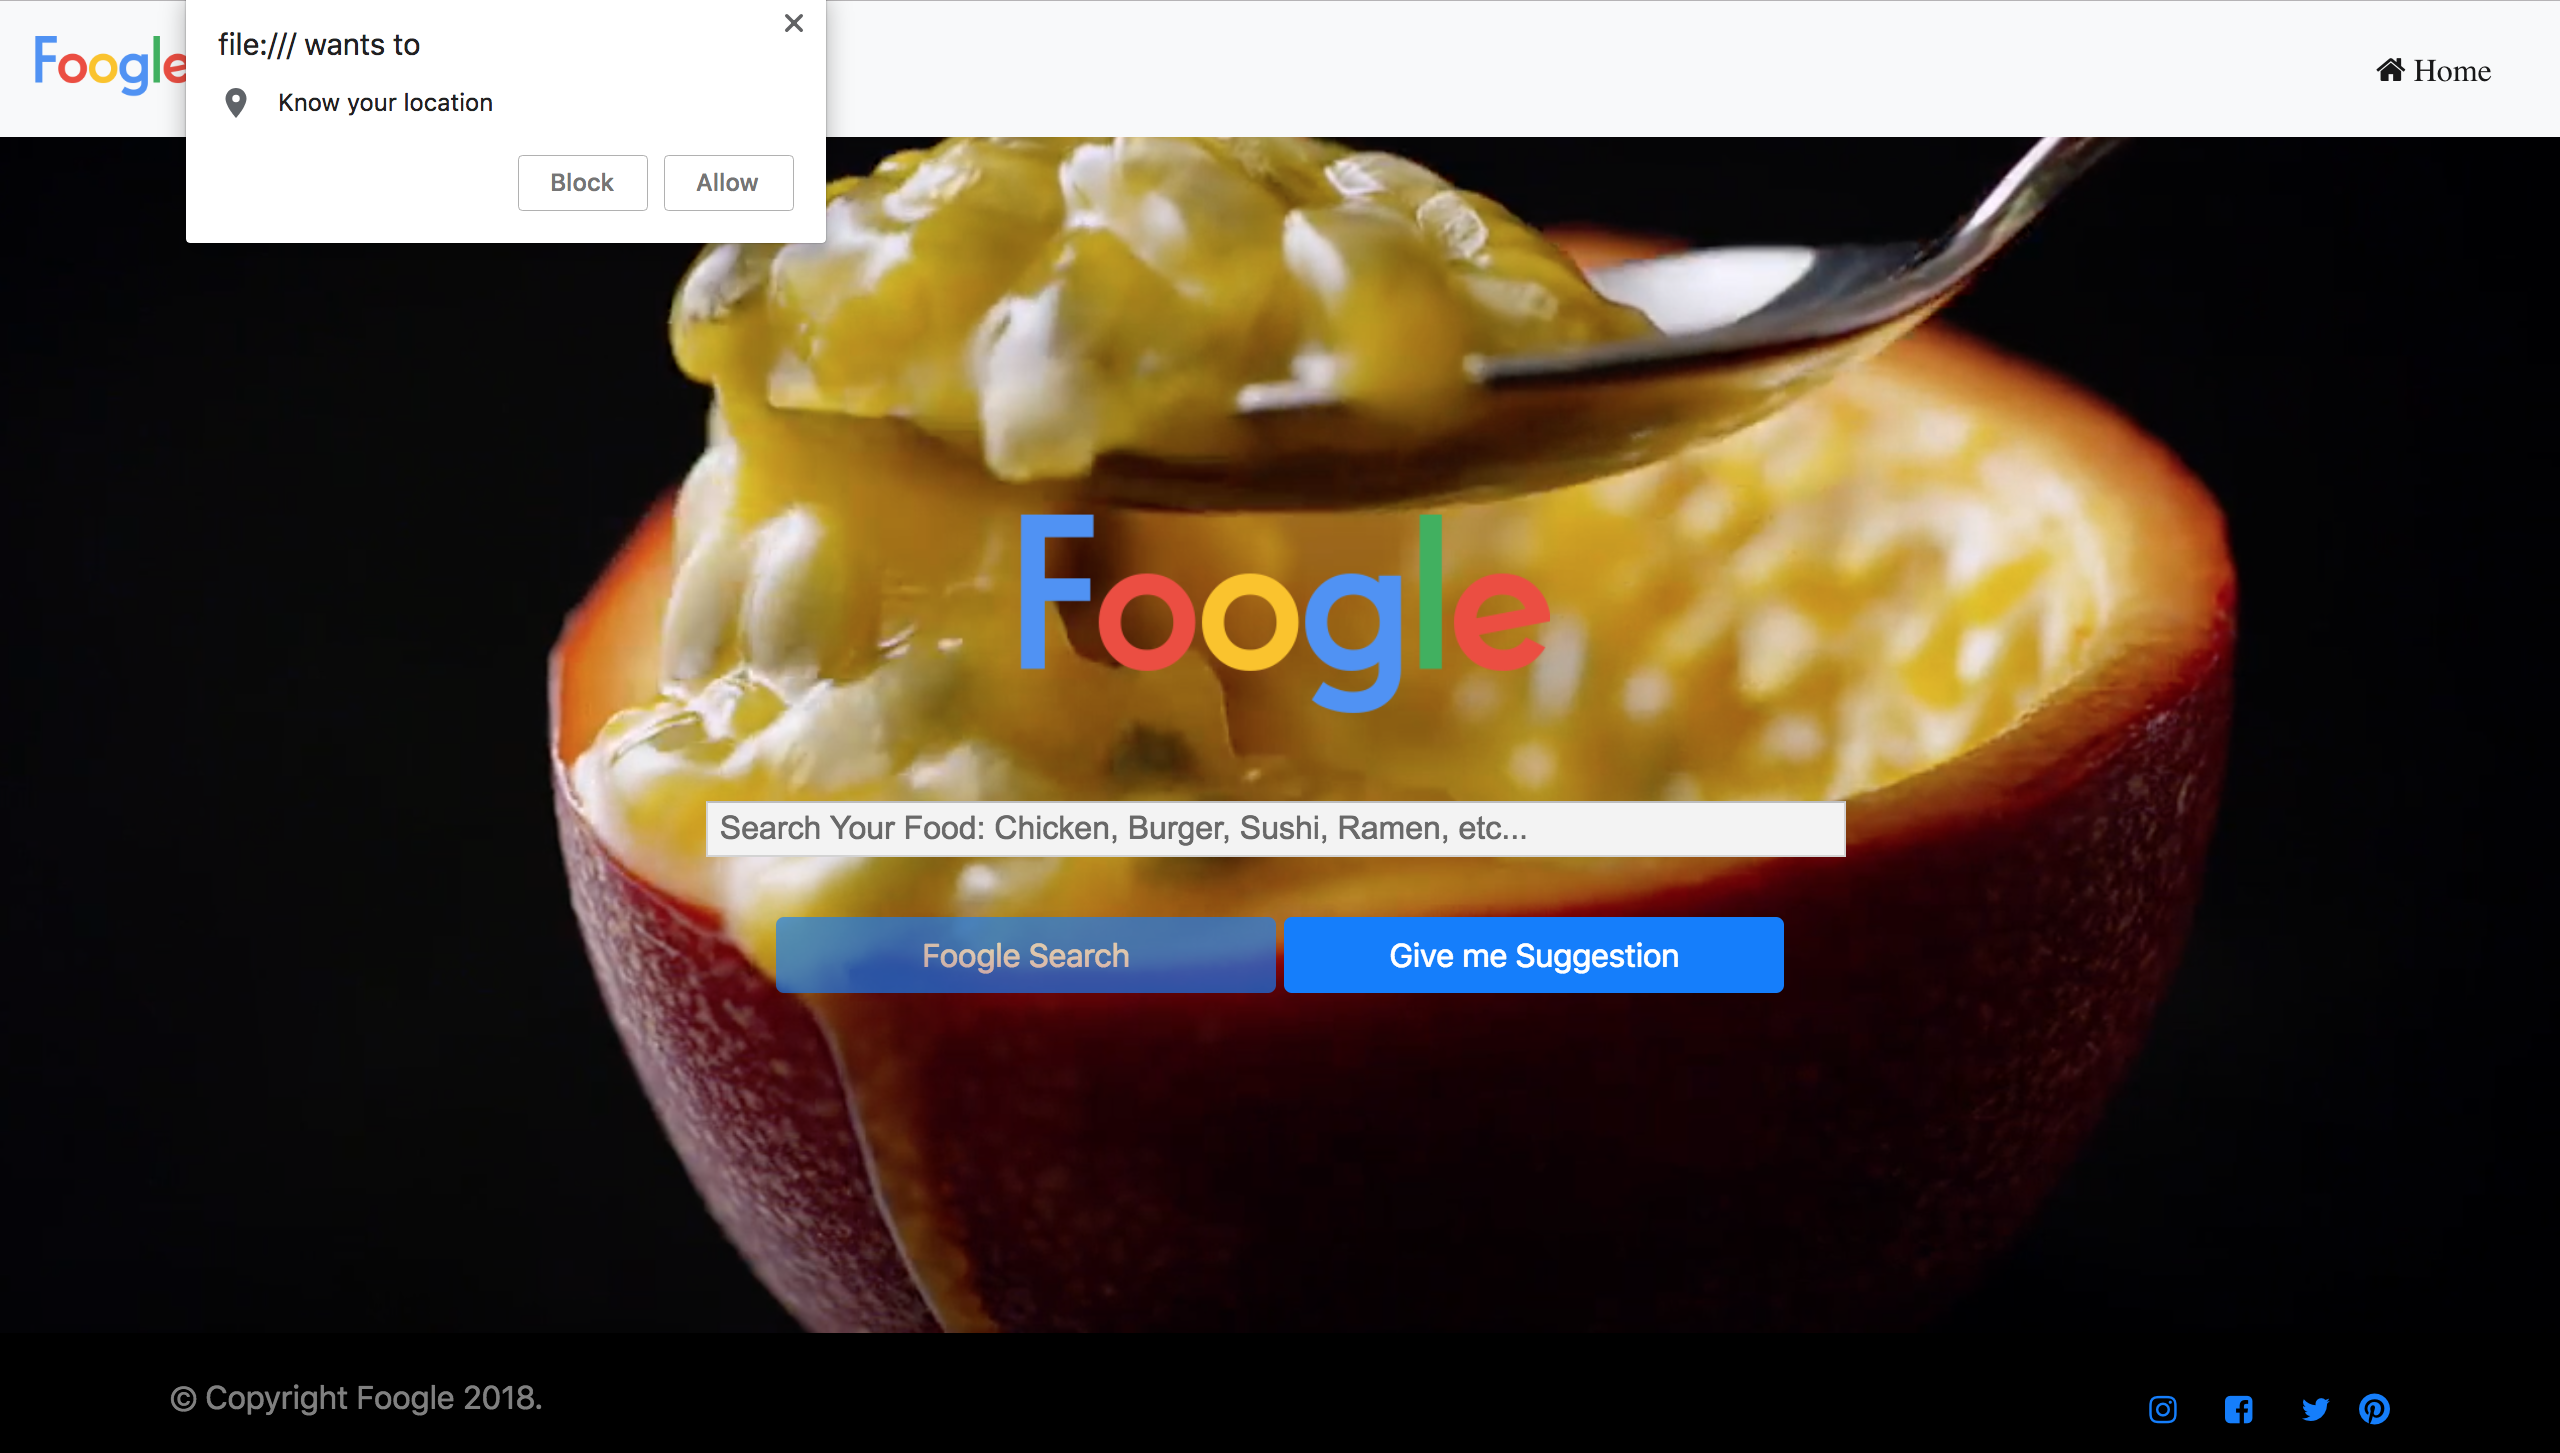 Foogle
file:/// wants to
Know your location
Block
Allow
Home
Foogle
Search Your Food: Chicken, Burger, Sushi, Ramen, etc...
Foogle Search
Give me Suggestion
© Copyright Foogle 2018.